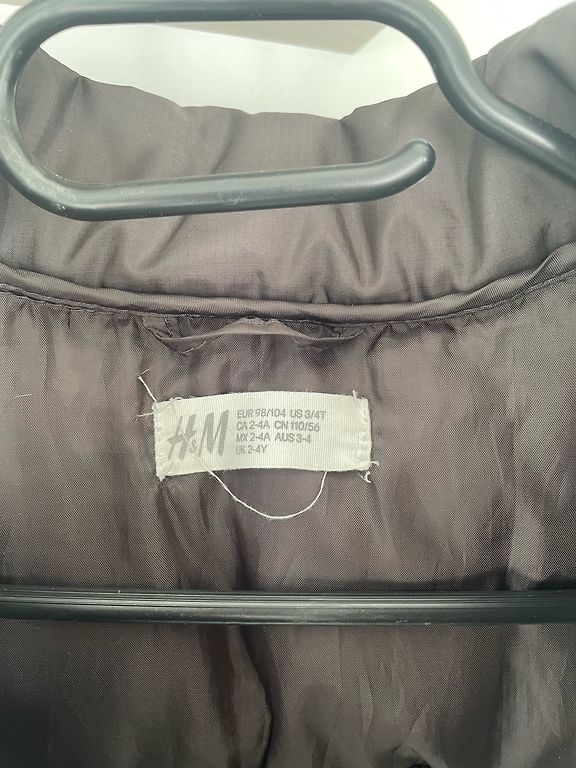 H&M
EUR 98/104 US 3/4T
CA 2-4A CN 110/56
MX 2-4A AUS 3-4
UK 2-4Y